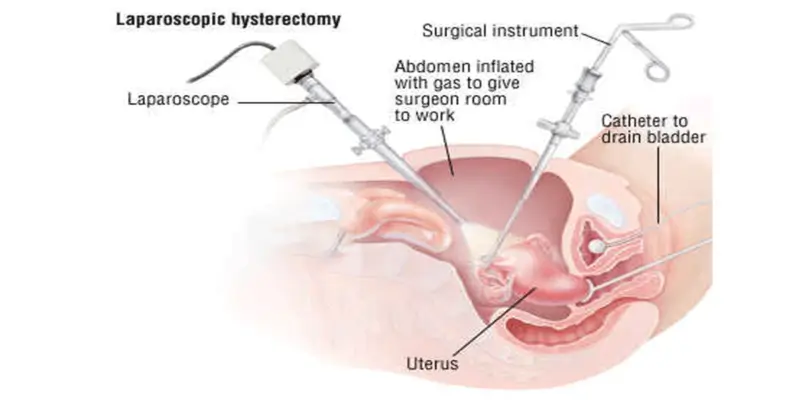 Laparoscopic hysterectomy
Surgical instrument
Laparoscope
Abdomen inflated
with gas to give
surgeon room
to work
Catheter to
drain bladder
Uterus